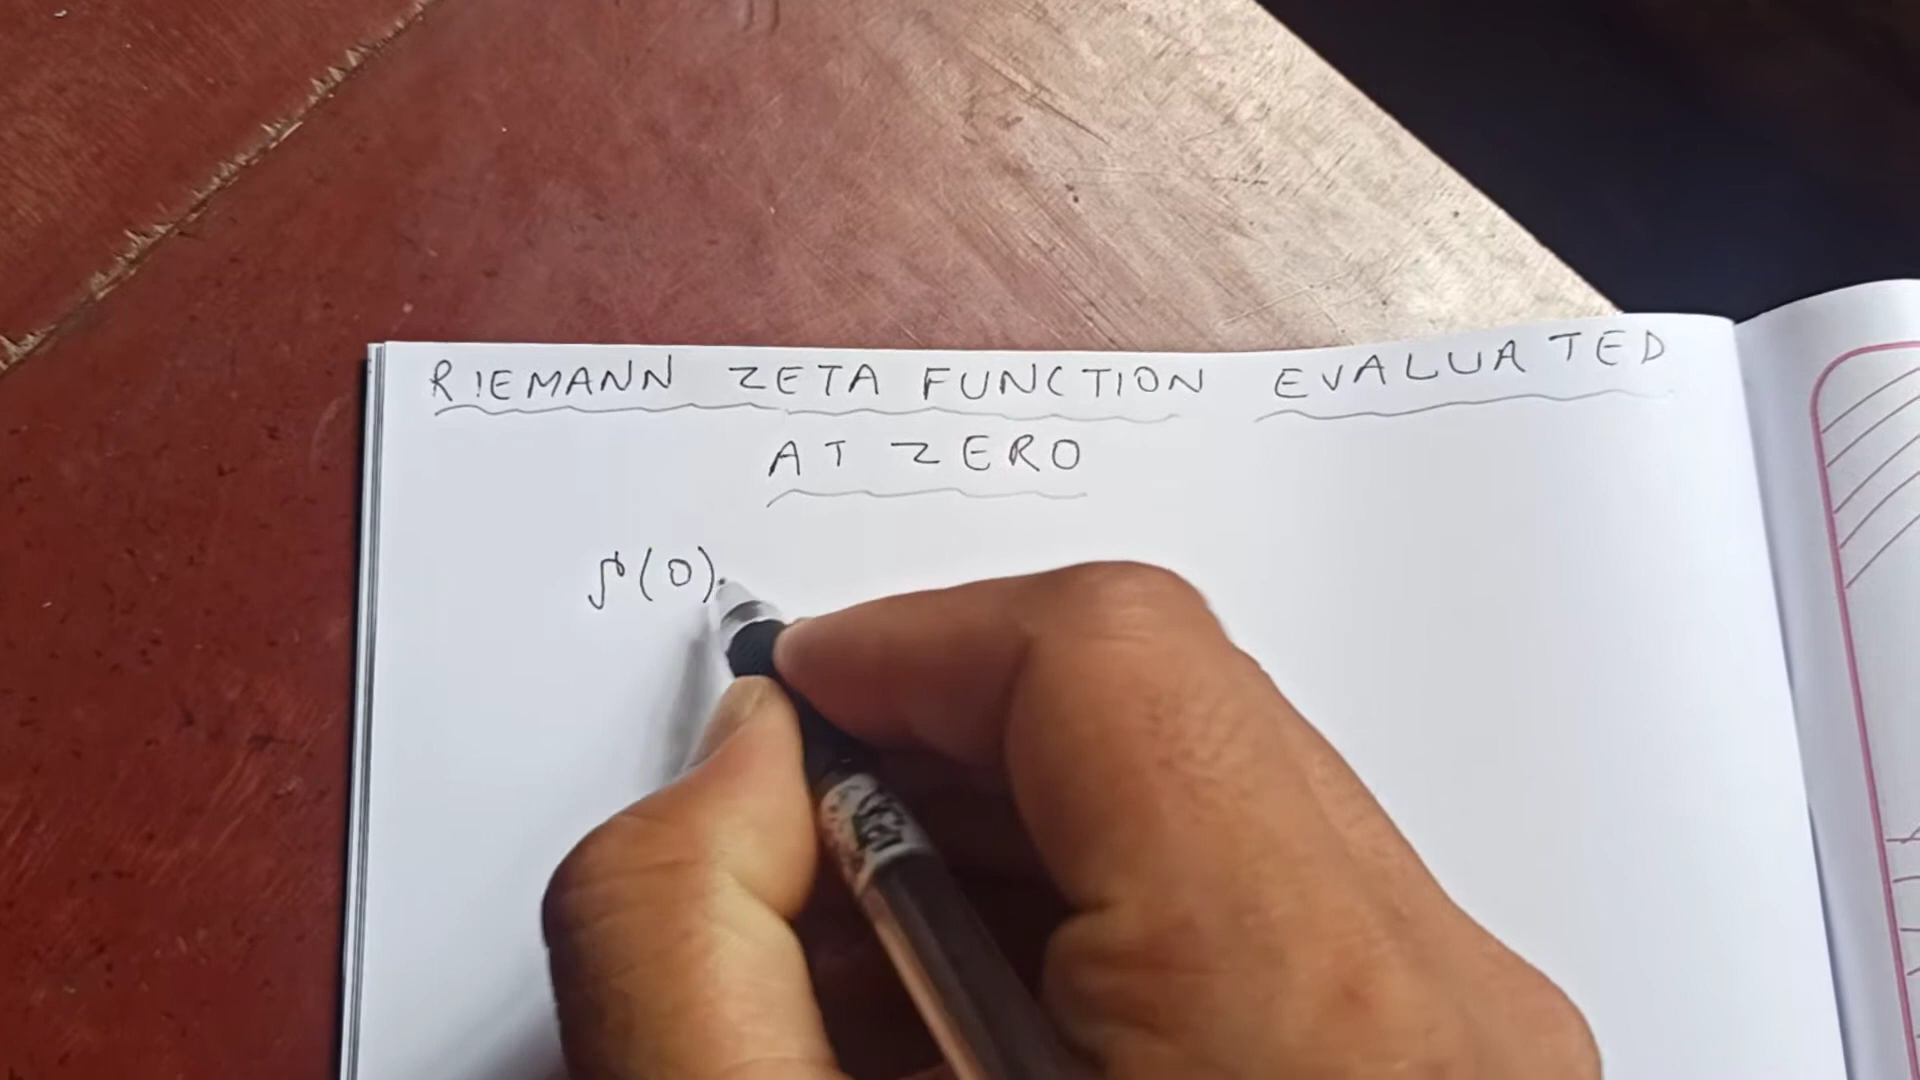 RIEMANN ZETA FUNCTION EVALUATED
AT ZERO
ζ(0)